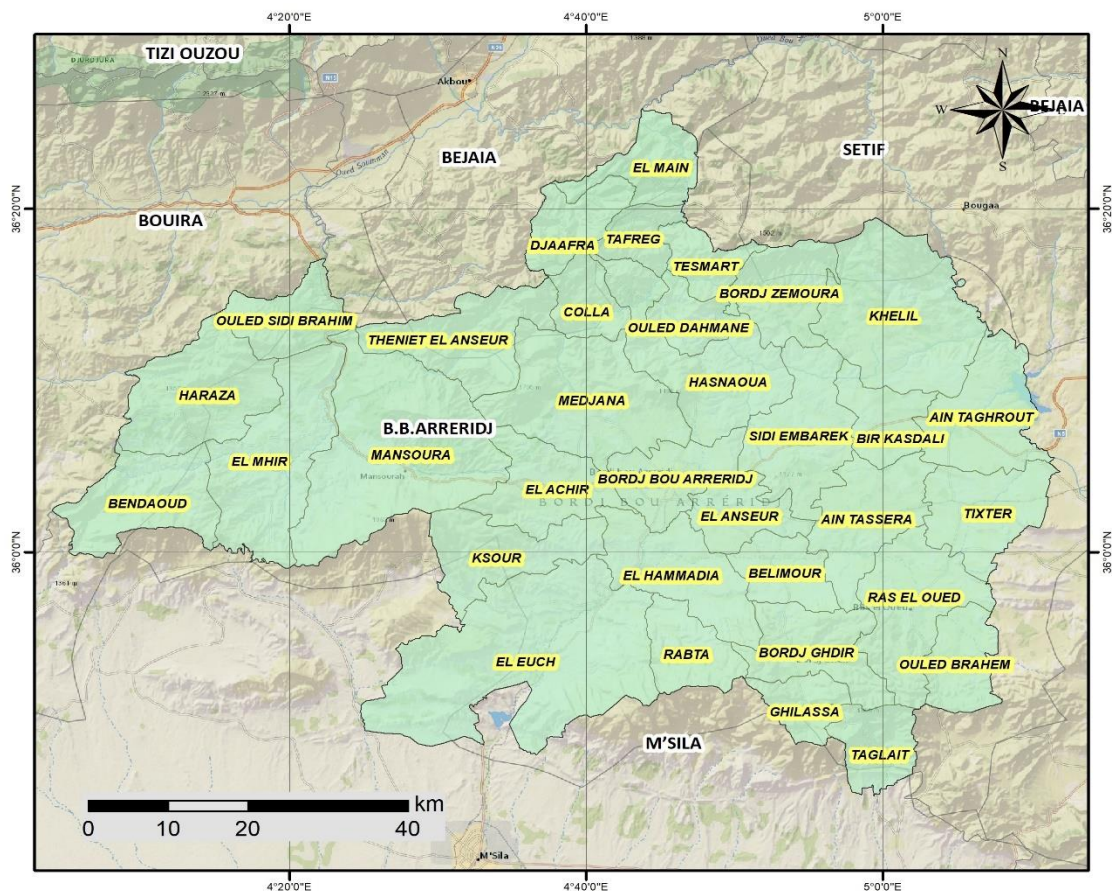 4°20'0"E
4°40'0"E
5°0'0"E
TIZI OUZOU
DJURDJURA
Akbou
N
W
BEJAIA
S
BEJAIA
SETIF
EL MAIN
Oued Soummam
Bougaa
36°20'0"N
36°20'0"N
BOUIRA
DJAAFRA
TAFREG
TESMART
BORDJ ZEMOURA
COLLA
KHELIL
OULED SIDI BRAHIM
OULED DAHMANE
THENIET EL ANSEUR
HASNAOUA
HARAZA
MEDJANA
AIN TAGHROUT
B.B.ARRERIDJ
SIDI EMBAREK
BIR KASDALI
MANSOURA
EL MHIR
Mansourah
BORDJ BOU ARRERIDJ
EL ACHIR
BORDJ BOU ARRÉRIDJ
BENDAOUD
TIXTER
EL ANSEUR
AIN TASSERA
36°0'0"N
36°0'0"N
KSOUR
EL HAMMADIA
BELIMOUR
RAS EL OUED
EL EUCH
RABTA
BORDJ GHDIR
OULED BRAHEM
GHILASSA
M'SILA
TAGLAIT
km
0 10 20 40
M'Sila
4°20'0"E
4°40'0"E
5°0'0"E